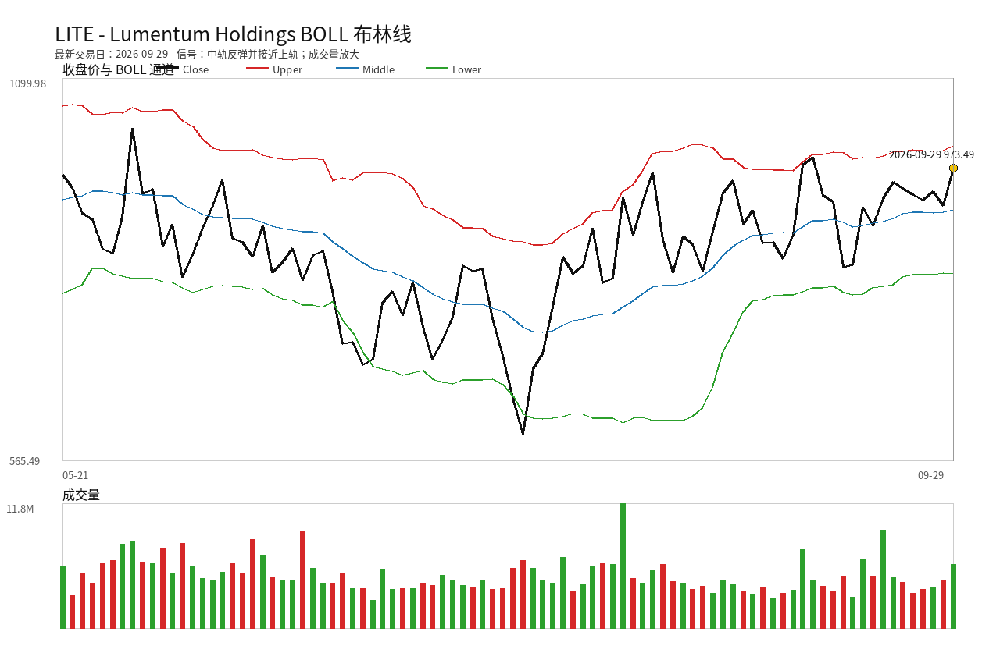 LITE - Lumentum Holdings BOLL 布林线
最新交易日：2026-09-29 信号：中轨反弹并接近上轨；成交量放大
收盘价与 BOLL 通道 Close Upper Middle Lower
1099.98
2026-09-29 973.49
565.49
05-21 09-29
成交量
11.8M